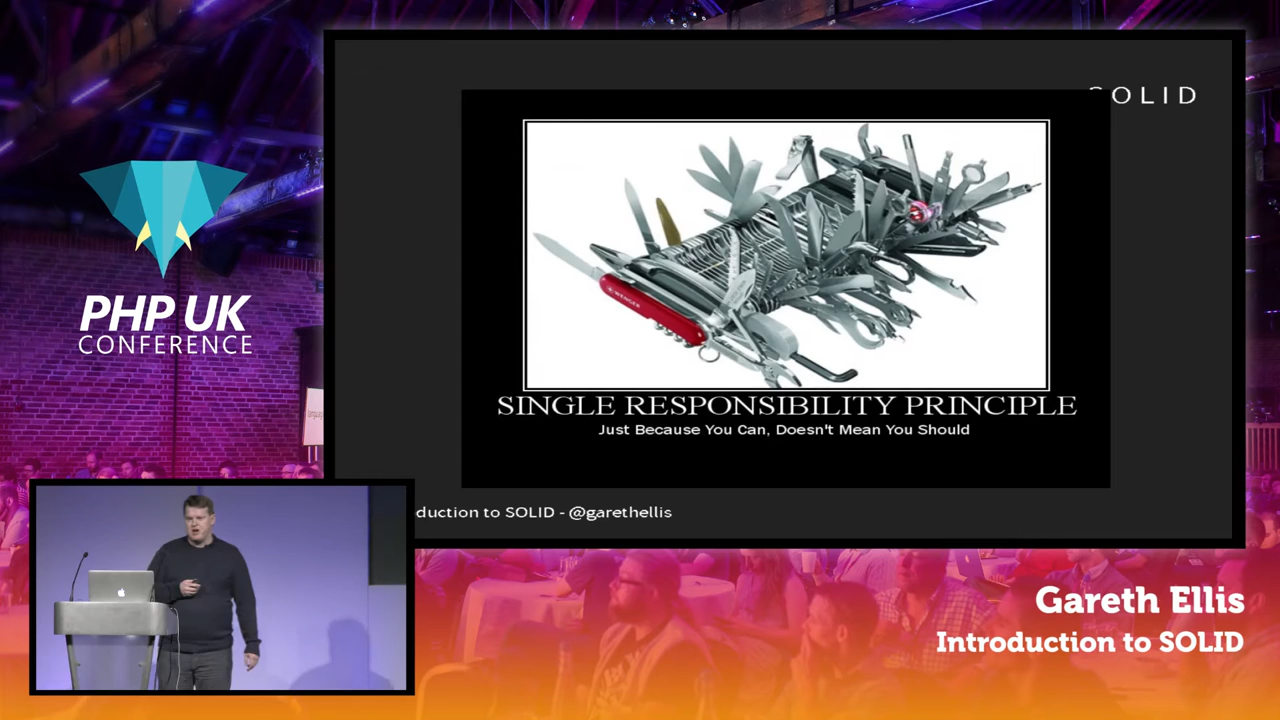 SOLID
SINGLE RESPONSIBILITY PRINCIPLE
Just Because You Can, Doesn't Mean You Should
duction to SOLID - @garethellis
PHP UK
CONFERENCE
WENGER
Gareth Ellis
Introduction to SOLID